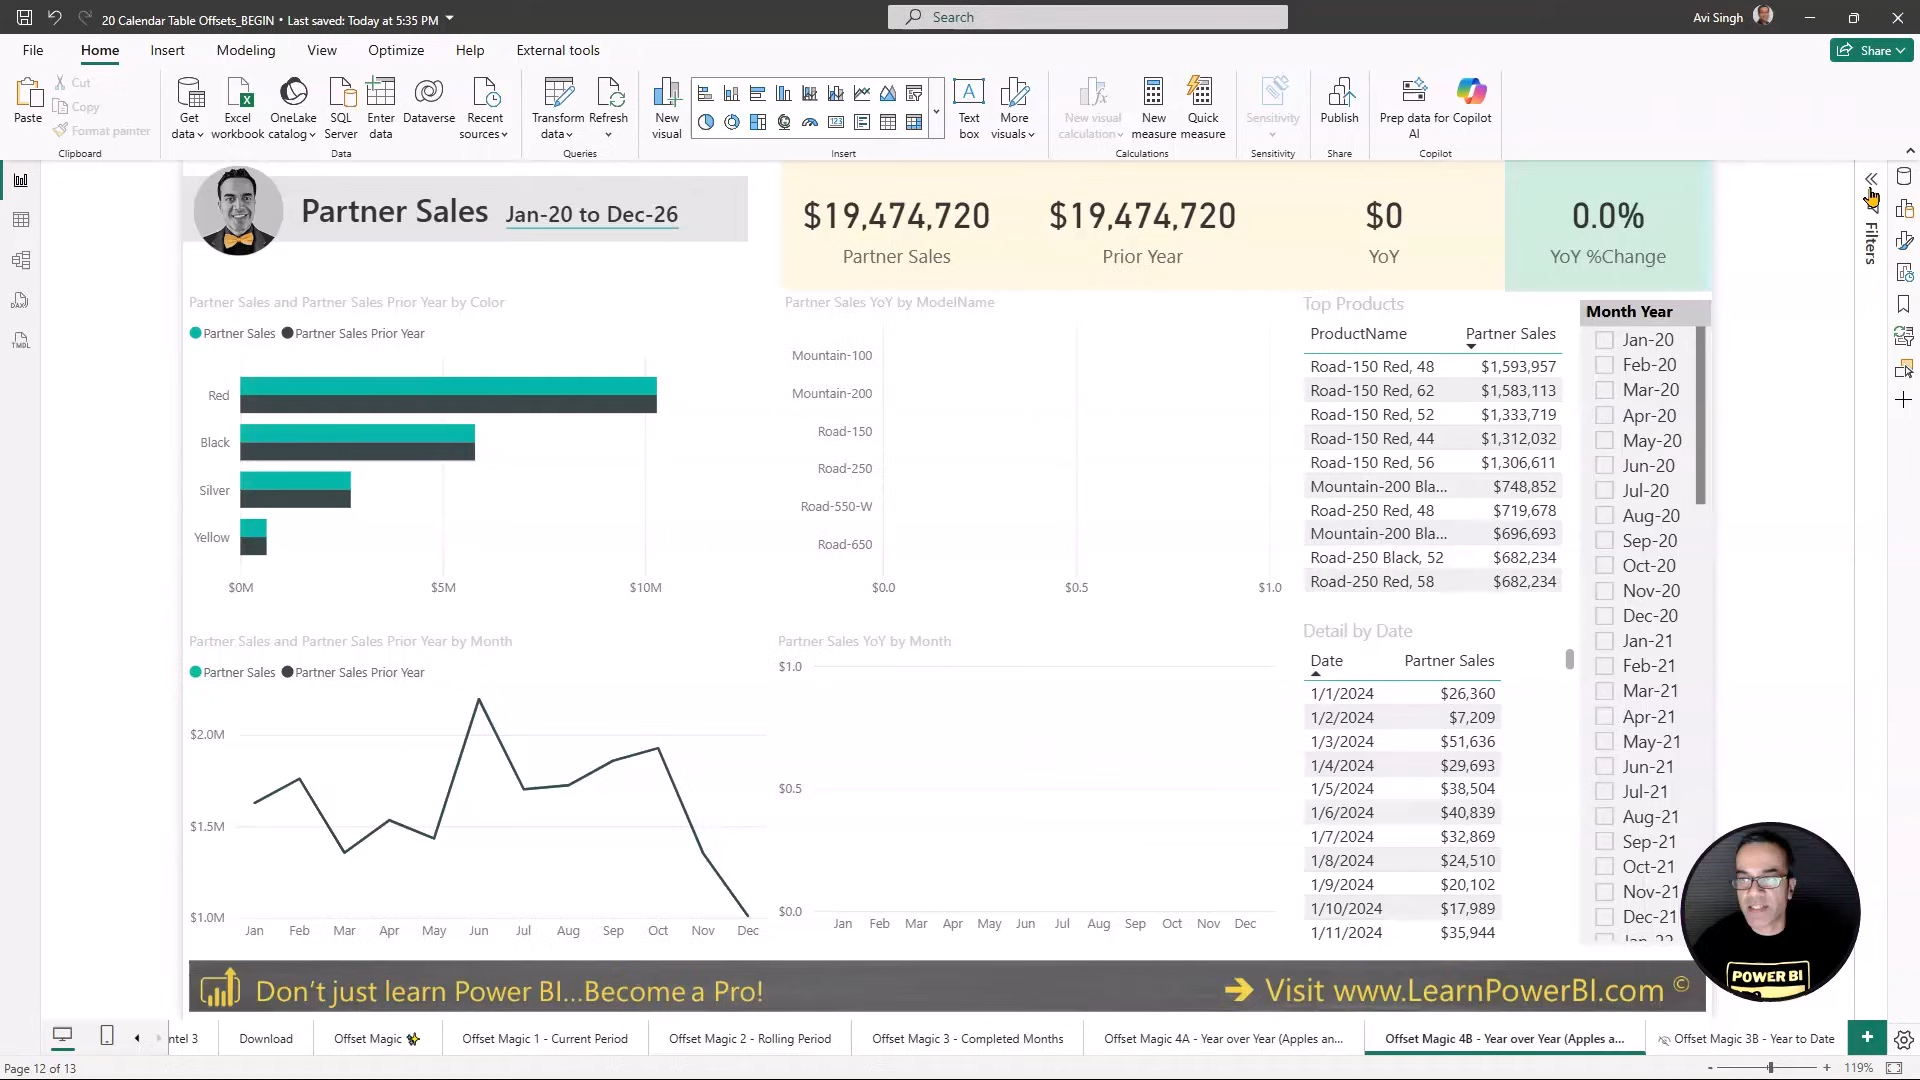 20 Calendar Table Offsets_BEGIN • Last saved: Today at 5:35 PM
Search
Avi Singh
File Home Insert Modeling View Optimize Help External tools
Share
Paste
Cut
Copy
Format painter
Clipboard
Get data
Excel workbook
OneLake catalog
SQL Server
Enter data
Dataverse
Recent sources
Data
Transform data
Refresh
Queries
New visual
Text box
More visuals
Insert
New visual calculation
New measure
Quick measure
Calculations
Sensitivity
Sensitivity
Publish
Share
Prep data for AI
Copilot
Copilot
DAX
TMDL
Partner Sales Jan-20 to Dec-26
$19,474,720
Partner Sales
$19,474,720
Prior Year
$0
YoY
0.0%
YoY %Change
Filters
Partner Sales and Partner Sales Prior Year by Color
Partner Sales Partner Sales Prior Year
Red
Black
Silver
Yellow
$0M $5M $10M
Partner Sales YoY by ModelName
Mountain-100
Mountain-200
Road-150
Road-250
Road-550-W
Road-650
$0.0 $0.5 $1.0
Top Products
ProductName Partner Sales
Road-150 Red, 48 $1,593,957
Road-150 Red, 62 $1,583,113
Road-150 Red, 52 $1,333,719
Road-150 Red, 44 $1,312,032
Road-150 Red, 56 $1,306,611
Mountain-200 Bla... $748,852
Road-250 Red, 48 $719,678
Mountain-200 Bla... $696,693
Road-250 Black, 52 $682,234
Road-250 Red, 58 $682,234
Month Year
Jan-20
Feb-20
Mar-20
Apr-20
May-20
Jun-20
Jul-20
Aug-20
Sep-20
Oct-20
Nov-20
Dec-20
Jan-21
Feb-21
Mar-21
Apr-21
May-21
Jun-21
Jul-21
Aug-21
Sep-21
Oct-21
Nov-21
Dec-21
Jan-22
Partner Sales and Partner Sales Prior Year by Month
Partner Sales Partner Sales Prior Year
$2.0M
$1.5M
$1.0M
Jan Feb Mar Apr May Jun Jul Aug Sep Oct Nov Dec
Partner Sales YoY by Month
$1.0
$0.5
$0.0
Jan Feb Mar Apr May Jun Jul Aug Sep Oct Nov Dec
Detail by Date
Date Partner Sales
1/1/2024 $26,360
1/2/2024 $7,209
1/3/2024 $51,636
1/4/2024 $29,693
1/5/2024 $38,504
1/6/2024 $40,839
1/7/2024 $32,869
1/8/2024 $24,510
1/9/2024 $20,102
1/10/2024 $17,989
1/11/2024 $35,944
POWER BI
Don't just learn Power BI...Become a Pro!
Visit www.LearnPowerBI.com ©
ntel 3
Download
Offset Magic ✨
Offset Magic 1 - Current Period
Offset Magic 2 - Rolling Period
Offset Magic 3 - Completed Months
Offset Magic 4A - Year over Year (Apples an...
Offset Magic 4B - Year over Year (Apples a...
Offset Magic 3B - Year to Date
Page 12 of 13
119%